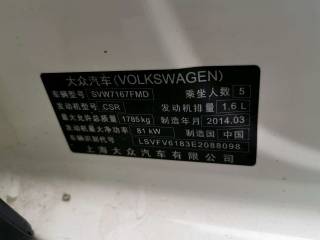 大众汽车(VOLKSWAGEN)
车辆型号 SVW7167FMD 乘坐人数 5
发动机型号 CSR 发动机排量 1.6 L
最大允许总质量 1785kg 制造年月 2014.03
发动机最大净功率 81 kW 制造国 中国
车辆识别代号 LSVFV6183E2088098
上海大众汽车有限公司